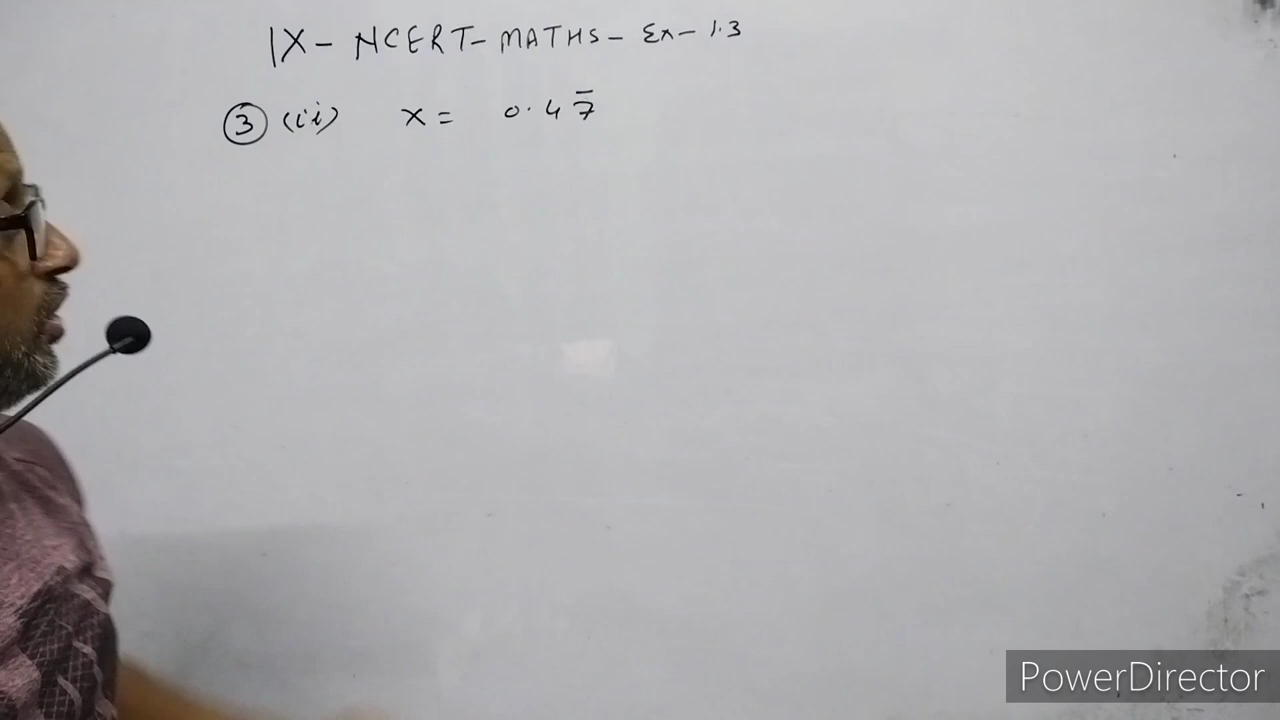 IX - NCERT - MATHS - Ex - 1.3
③ (ii) x = 0.47̅
PowerDirector